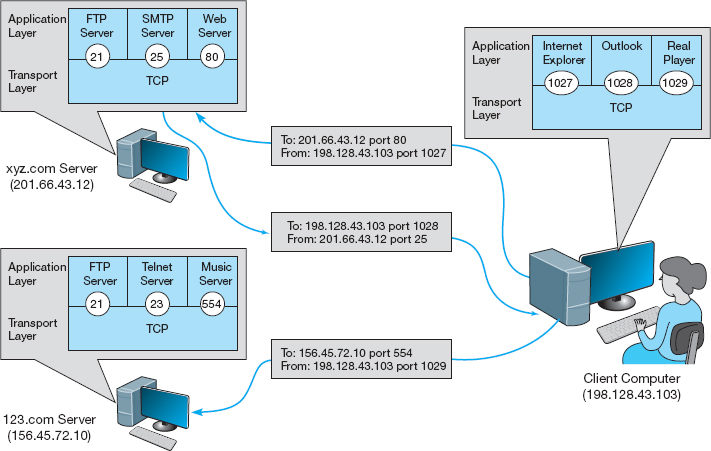 Application
Layer
FTP
Server
SMTP
Server
Web
Server
21
25
80
Transport
Layer
TCP
xyz.com Server
(201.66.43.12)
To: 201.66.43.12 port 80
From: 198.128.43.103 port 1027
To: 198.128.43.103 port 1028
From: 201.66.43.12 port 25
Application
Layer
Internet
Explorer
Outlook
Real
Player
1027
1028
1029
Transport
Layer
TCP
Application
Layer
FTP
Server
Telnet
Server
Music
Server
21
23
554
Transport
Layer
TCP
123.com Server
(156.45.72.10)
To: 156.45.72.10 port 554
From: 198.128.43.103 port 1029
Client Computer
(198.128.43.103)